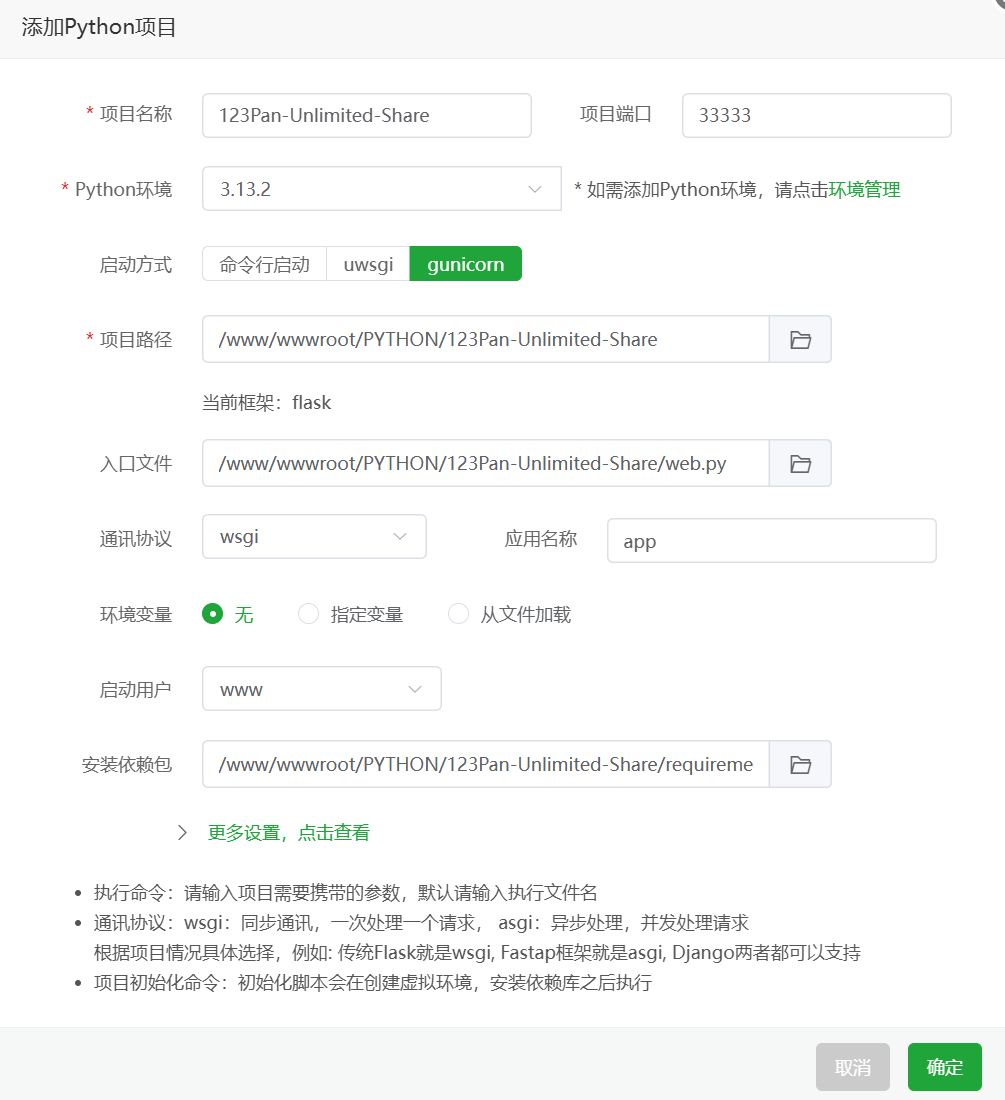 添加Python项目
* 项目名称 123Pan-Unlimited-Share 项目端口 33333
* Python环境 3.13.2 * 如需添加Python环境，请点击环境管理
启动方式 命令行启动 uwsgi gunicorn
* 项目路径 /www/wwwroot/PYTHON/123Pan-Unlimited-Share
当前框架：flask
入口文件 /www/wwwroot/PYTHON/123Pan-Unlimited-Share/web.py
通讯协议 wsgi 应用名称 app
环境变量 无 指定变量 从文件加载
启动用户 www
安装依赖包 /www/wwwroot/PYTHON/123Pan-Unlimited-Share/requireme
更多设置，点击查看
• 执行命令：请输入项目需要携带的参数，默认请输入执行文件名
• 通讯协议：wsgi：同步通讯，一次处理一个请求， asgi：异步处理，并发处理请求
根据项目情况具体选择，例如: 传统Flask就是wsgi, Fastap框架就是asgi, Django两者都可以支持
• 项目初始化命令：初始化脚本会在创建虚拟环境，安装依赖库之后执行
取消 确定